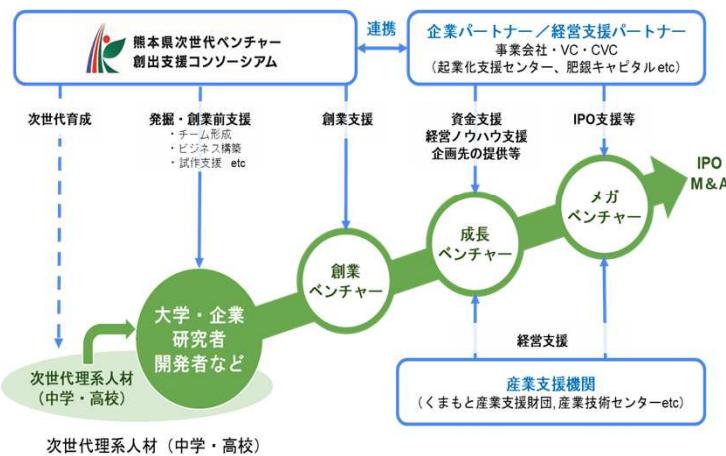 熊本県次世代ベンチャー
創出支援コンソーシアム
連携
企業パートナー／経営支援パートナー
事業会社・VC・CVC
（起業化支援センター、肥銀キャピタルetc）
次世代育成
発掘・創業前支援
・チーム形成
・ビジネス構築
・試作支援 etc
創業支援
資金支援
経営ノウハウ支援
企画先の提供等
IPO支援等
IPO
M＆A
メガ
ベンチャー
成長
ベンチャー
創業
ベンチャー
大学・企業
研究者
開発者など
次世代理系人材
（中学・高校）
経営支援
産業支援機関
（くまもと産業支援財団,産業技術センターetc）
次世代理系人材（中学・高校）